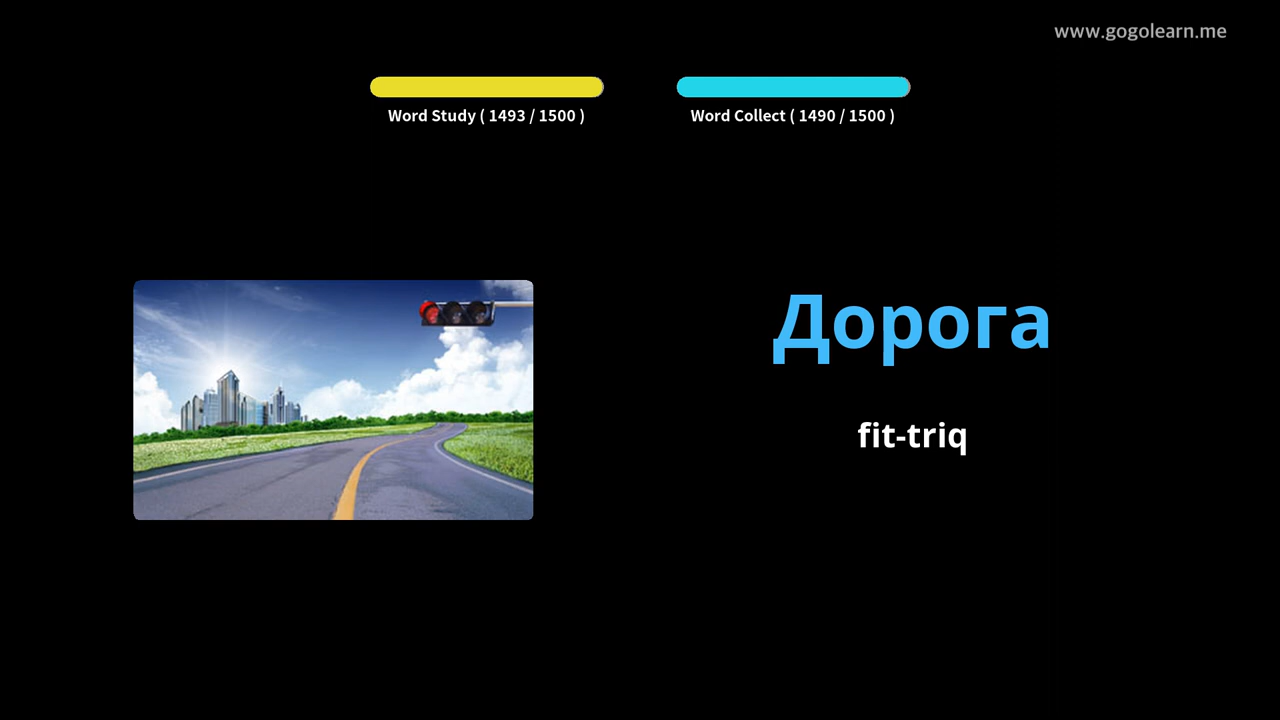 www.gogolearn.me
Word Study ( 1493 / 1500 )
Word Collect ( 1490 / 1500 )
Дорога
fit-triq